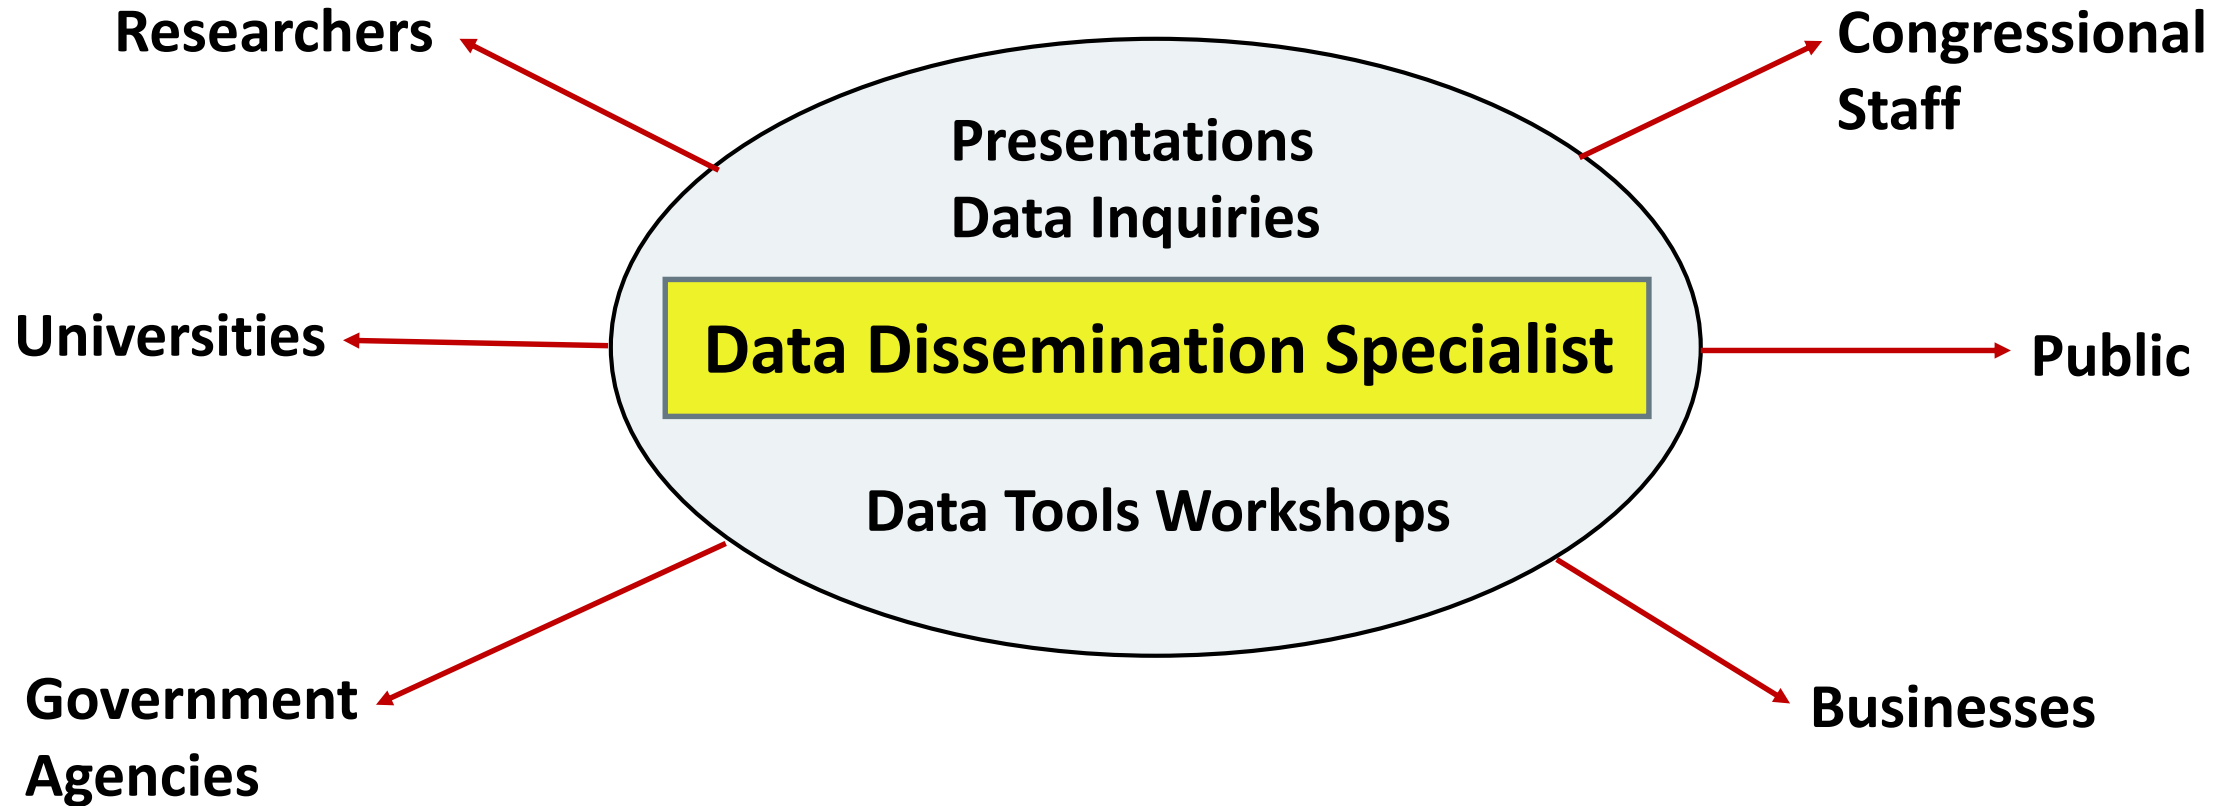 Researchers
Congressional
Staff
Presentations
Data Inquiries
Universities
Data Dissemination Specialist
Public
Data Tools Workshops
Government
Agencies
Businesses